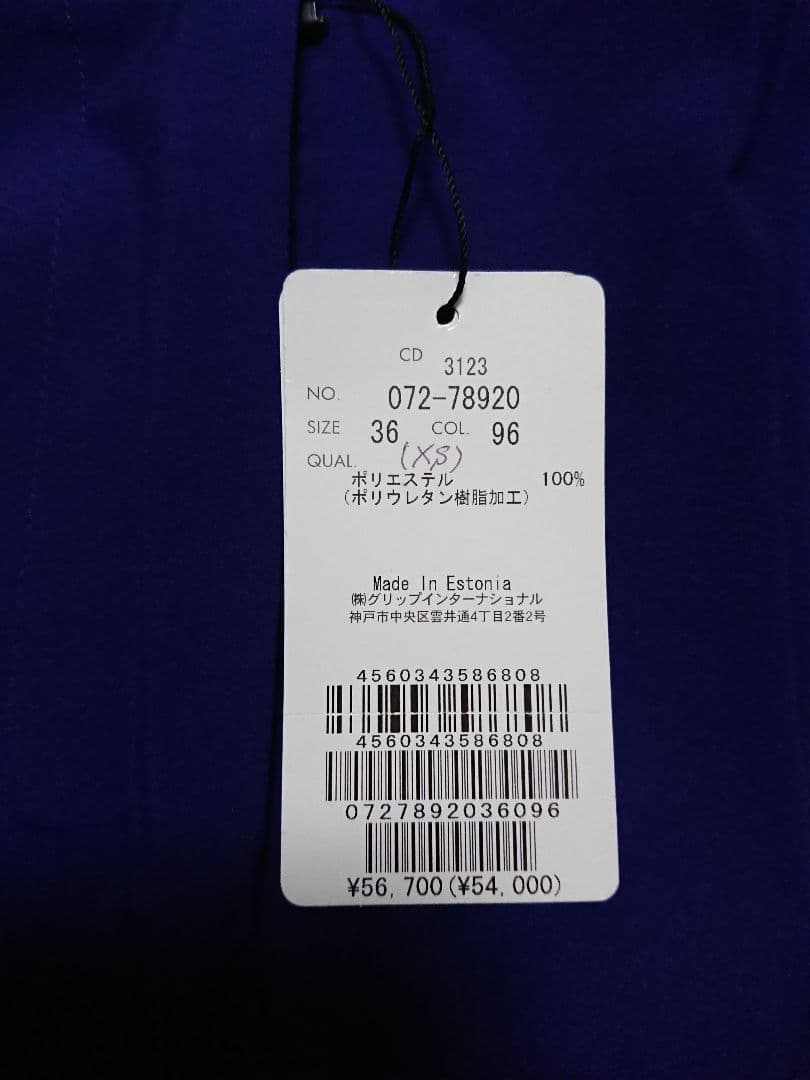 CD 3123
NO. 072-78920
SIZE 36 COL. 96
QUAL. (XS)
ポリエステル 100%
(ポリウレタン樹脂加工)
Made In Estonia
㈱グリップインターナショナル
神戸市中央区雲井通4丁目2番2号
4560343586808
4560343586808
0727892036096
¥56,700(¥54,000)